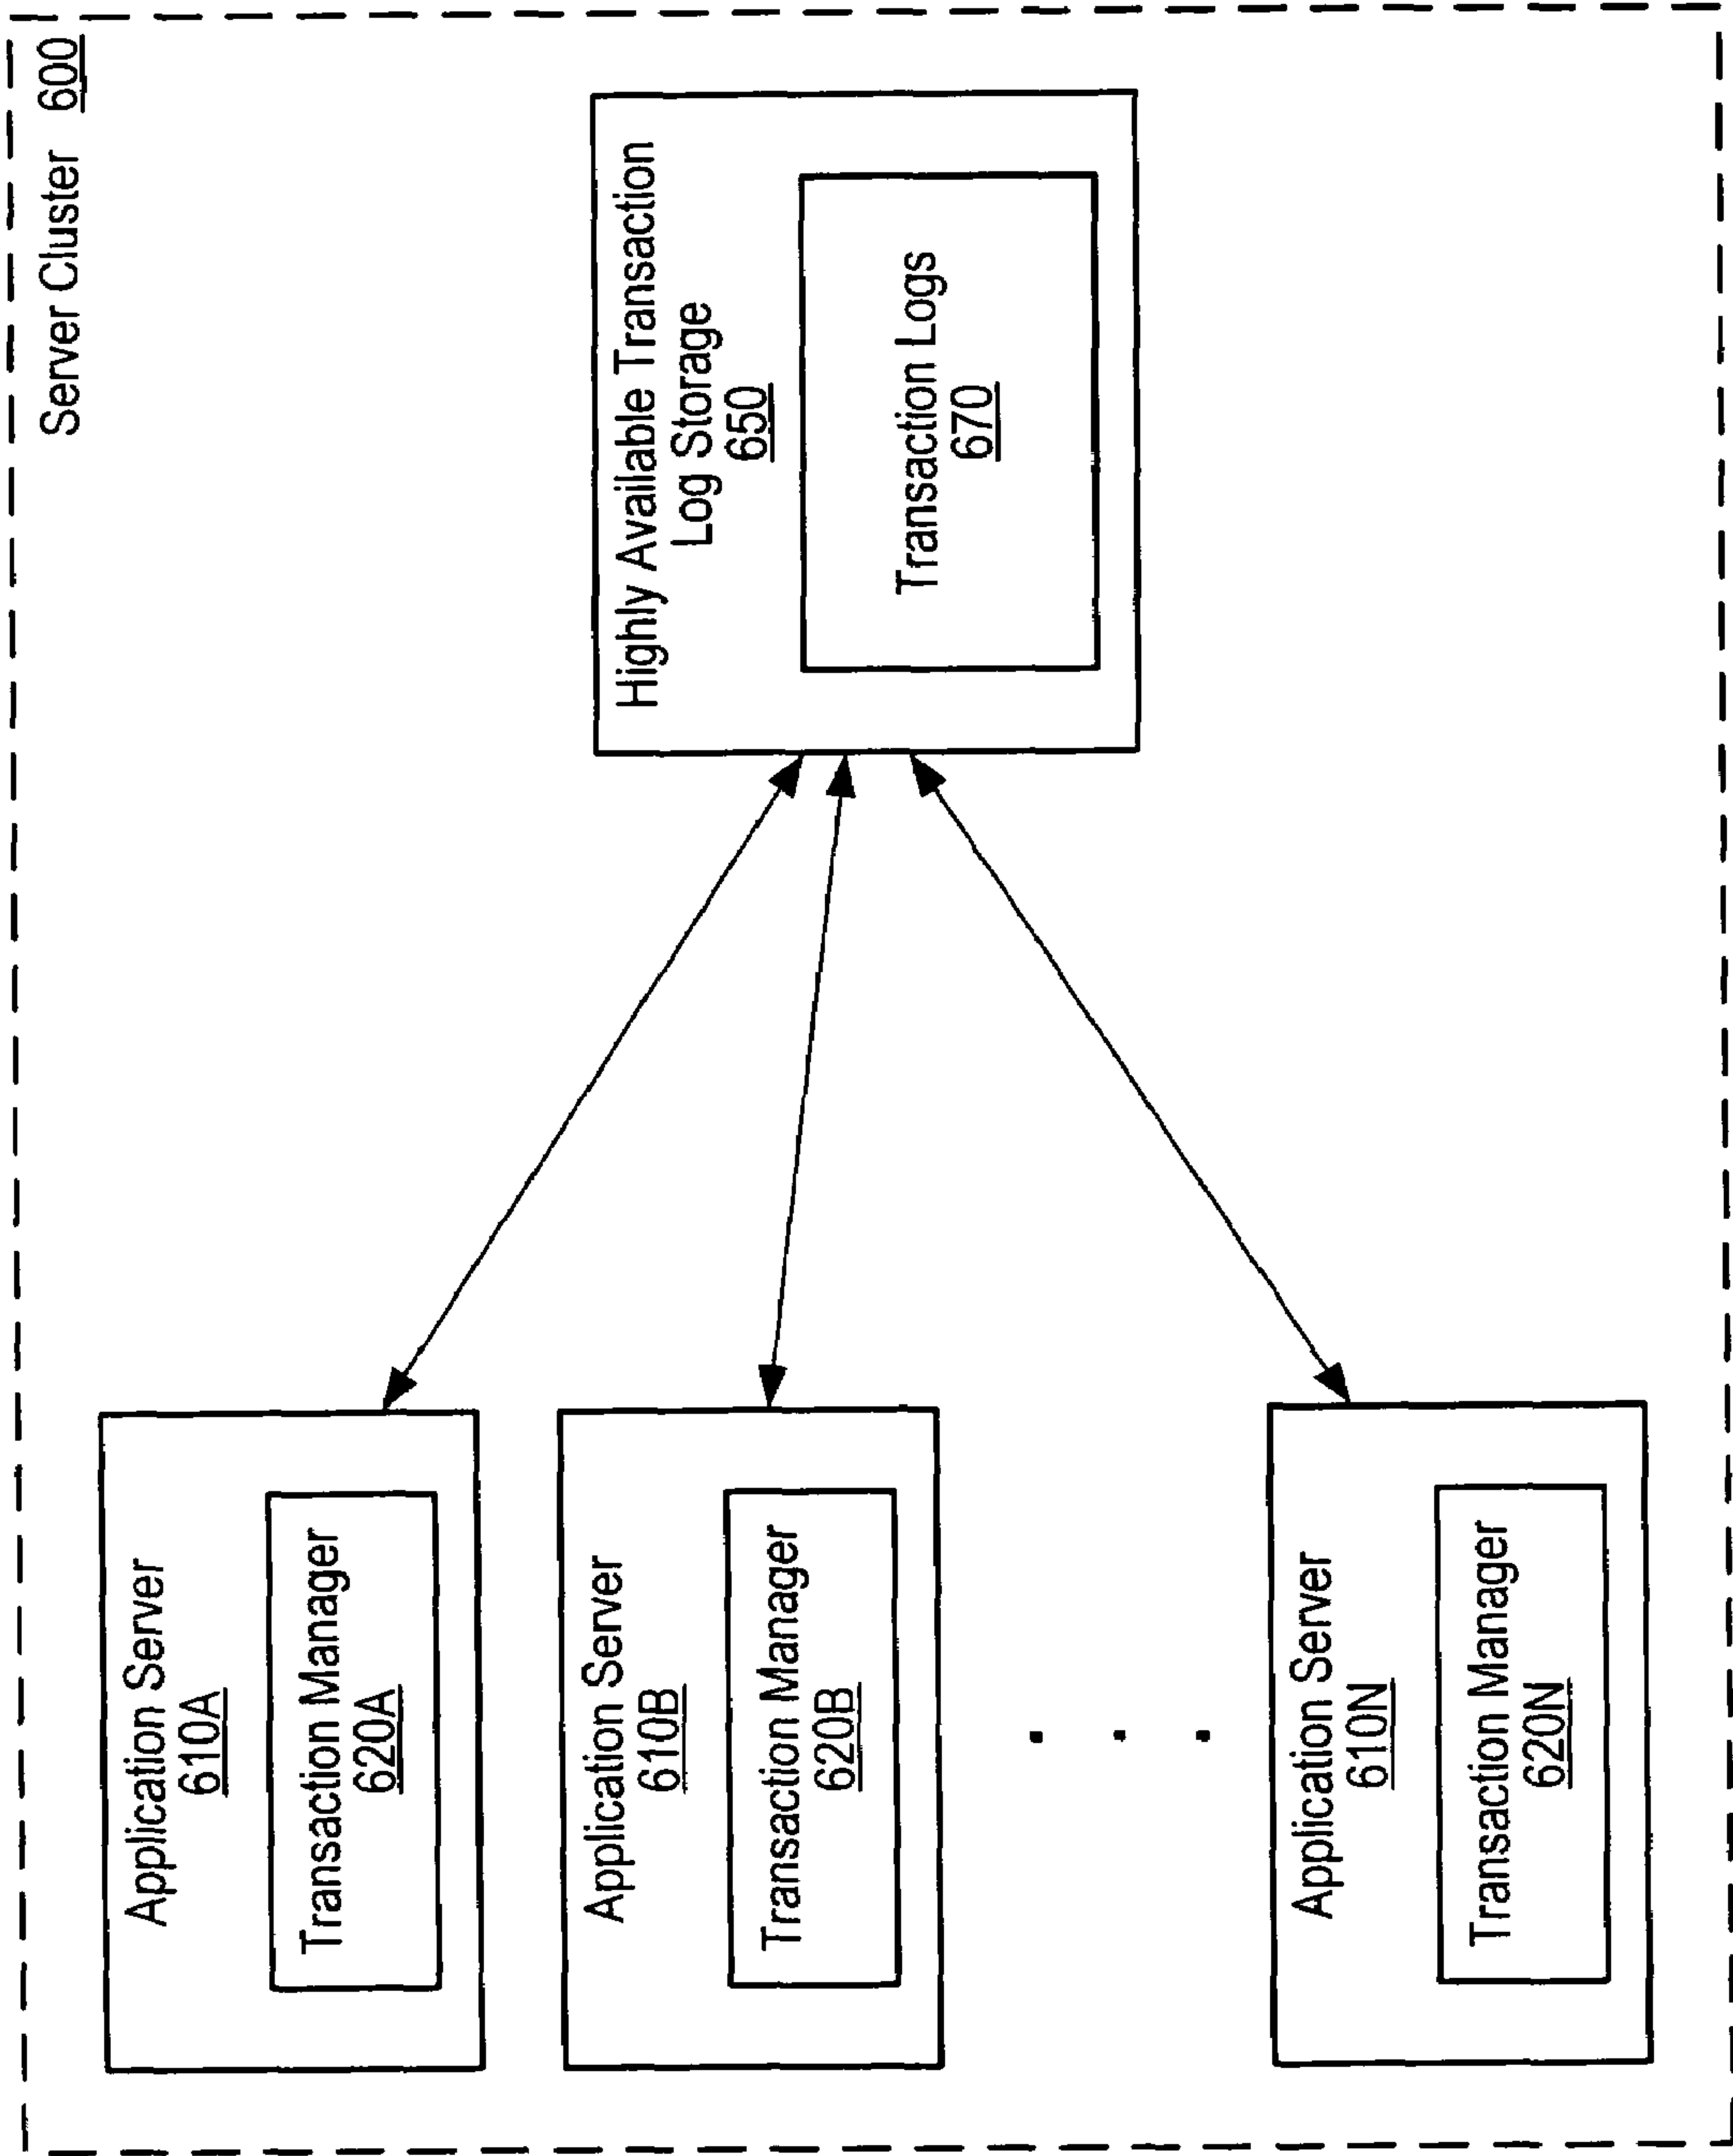 Server Cluster 600
Application Server
610A
Transaction Manager
620A
Application Server
610B
Transaction Manager
620B
Application Server
610N
Transaction Manager
620N
Highly Available Transaction
Log Storage
650
Transaction Logs
670